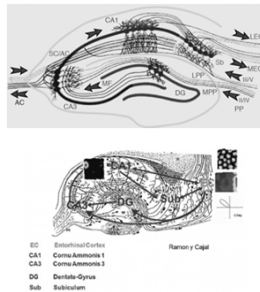 CA1
LEC
SC/AC
Sb
MEC
LPP
MF
III/V
DG
MPP
AC
CA3
II/IV
PP
CA1
CA3
DG
Sub
Ramon y Cajal
EC Entorhinal Cortex
CA1 Cornu Ammonis 1
CA3 Cornu Ammonis 3
DG Dentate-Gyrus
Sub Subiculum